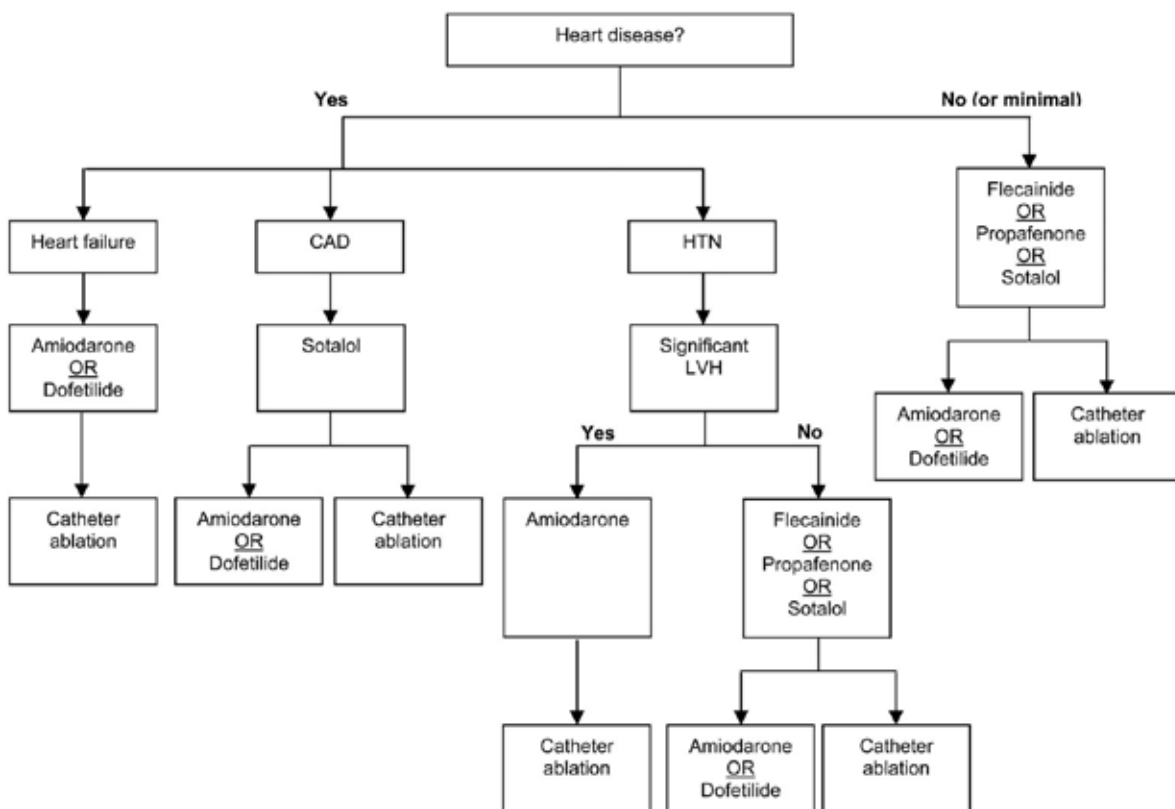 Heart disease?
Yes
No (or minimal)
Heart failure
CAD
HTN
Flecainide
OR
Propafenone
OR
Sotalol
Amiodarone
OR
Dofetilide
Sotalol
Significant
LVH
Amiodarone
OR
Dofetilide
Catheter
ablation
Yes
No
Catheter
ablation
Amiodarone
OR
Dofetilide
Catheter
ablation
Amiodarone
Flecainide
OR
Propafenone
OR
Sotalol
Catheter
ablation
Amiodarone
OR
Dofetilide
Catheter
ablation